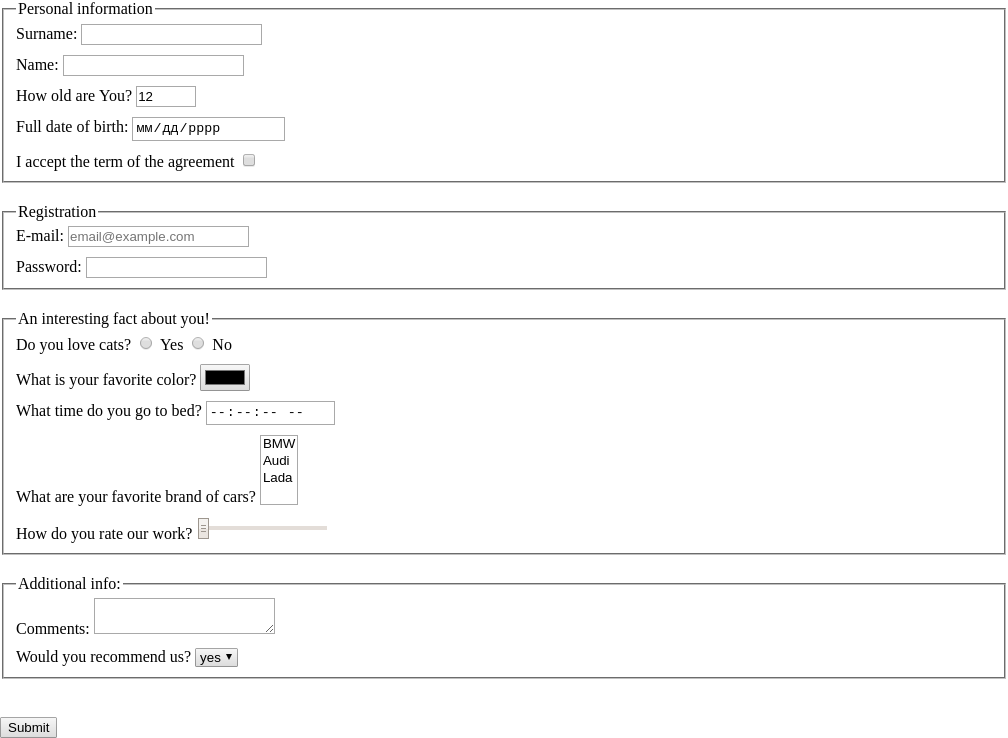 Personal information
Surname:
Name:
How old are You? 12
Full date of birth: мм/дд/рррр
I accept the term of the agreement
Registration
E-mail: email@example.com
Password:
An interesting fact about you!
Do you love cats? Yes No
What is your favorite color?
What time do you go to bed? --:--:-- --
BMW
Audi
Lada
What are your favorite brand of cars?
How do you rate our work?
Additional info:
Comments:
Would you recommend us? yes
Submit